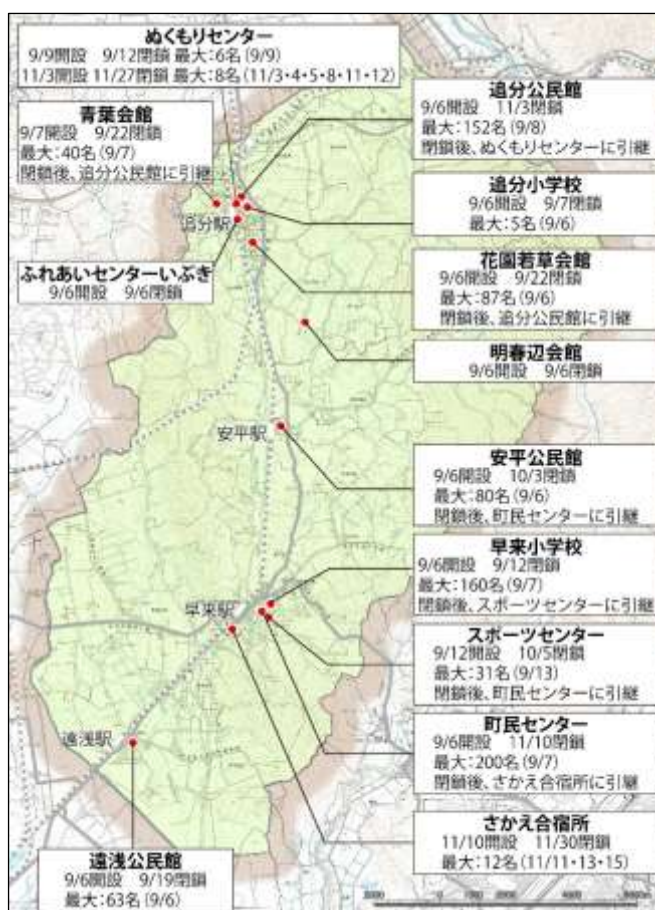 ぬくもりセンター
9/9開設 9/12閉鎖 最大:6名(9/9)
11/3開設 11/27閉鎖 最大:8名(11/3・4・5・8・11・12)
青葉会館
9/7開設 9/22閉鎖
最大:40名(9/7)
閉鎖後、追分公民館に引継
追分駅
ふれあいセンターいぶき
9/6開設 9/6閉鎖
追分公民館
9/6開設 11/3閉鎖
最大:152名(9/8)
閉鎖後、ぬくもりセンターに引継
追分小学校
9/6開設 9/7閉鎖
最大:5名(9/6)
花園若草会館
9/6開設 9/22閉鎖
最大:87名(9/6)
閉鎖後、追分公民館に引継
明春辺会館
9/6開設 9/6閉鎖
安平駅
安平公民館
9/6開設 10/3閉鎖
最大:80名(9/6)
閉鎖後、町民センターに引継
早来小学校
9/6開設 9/12閉鎖
最大:160名(9/7)
閉鎖後、スポーツセンターに引継
早来駅
スポーツセンター
9/12開設 10/5閉鎖
最大:31名(9/13)
閉鎖後、町民センターに引継
町民センター
9/6開設 11/10閉鎖
最大:200名(9/7)
閉鎖後、さかえ合宿所に引継
遠浅駅
さかえ合宿所
11/10開設 11/30閉鎖
最大:12名(11/11・13・15)
遠浅公民館
9/6開設 9/19閉鎖
最大:63名(9/6)